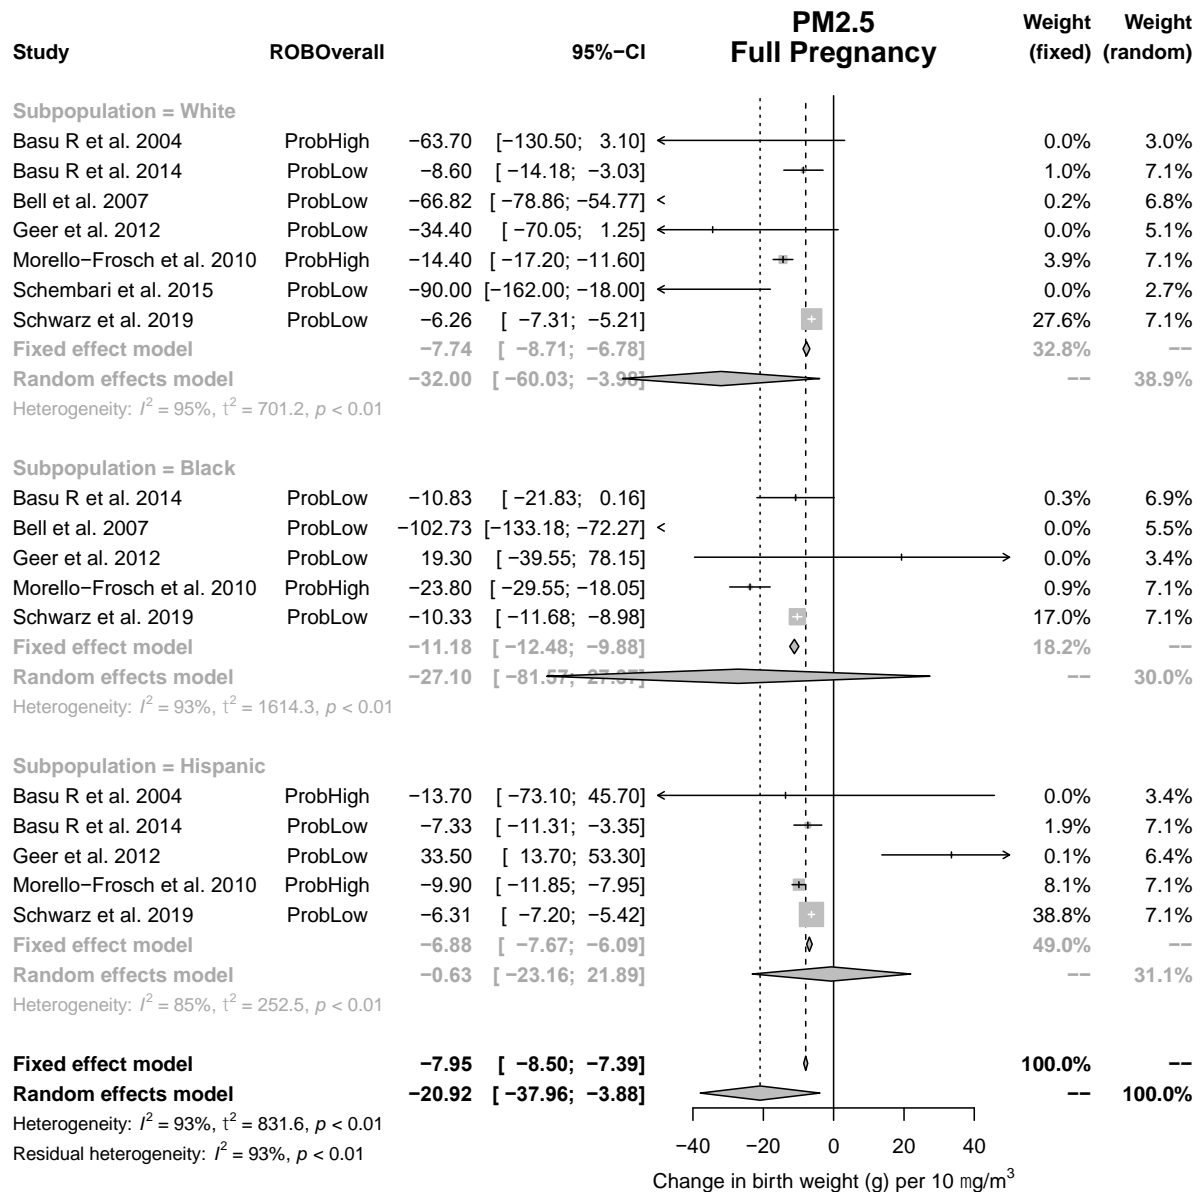 PM2.5 Weight Weight
Study ROBOverall 95%−CI Full Pregnancy (fixed) (random)
Subpopulation = White
Basu R et al. 2004 ProbHigh −63.70 [−130.50; 3.10] 0.0% 3.0%
Basu R et al. 2014 ProbLow −8.60 [ −14.18; −3.03] 1.0% 7.1%
Bell et al. 2007 ProbLow −66.82 [ −78.86; −54.77] 0.2% 6.8%
Geer et al. 2012 ProbLow −34.40 [ −70.05; 1.25] 0.0% 5.1%
Morello−Frosch et al. 2010 ProbHigh −14.40 [ −17.20; −11.60] 3.9% 7.1%
Schembari et al. 2015 ProbLow −90.00 [−162.00; −18.00] 0.0% 2.7%
Schwarz et al. 2019 ProbLow −6.26 [ −7.31; −5.21] 27.6% 7.1%
Fixed effect model −7.74 [ −8.71; −6.78] 32.8% −−
Random effects model −32.00 [ −60.03; −3.98] −− 38.9%
Heterogeneity: I² = 95%, τ² = 701.2, p < 0.01
Subpopulation = Black
Basu R et al. 2014 ProbLow −10.83 [ −21.83; 0.16] 0.3% 6.9%
Bell et al. 2007 ProbLow −102.73 [−133.18; −72.27] 0.0% 5.5%
Geer et al. 2012 ProbLow 19.30 [ −39.55; 78.15] 0.0% 3.4%
Morello−Frosch et al. 2010 ProbHigh −23.80 [ −29.55; −18.05] 0.9% 7.1%
Schwarz et al. 2019 ProbLow −10.33 [ −11.68; −8.98] 17.0% 7.1%
Fixed effect model −11.18 [ −12.48; −9.88] 18.2% −−
Random effects model −27.10 [ −81.57; 27.37] −− 30.0%
Heterogeneity: I² = 93%, τ² = 1614.3, p < 0.01
Subpopulation = Hispanic
Basu R et al. 2004 ProbHigh −13.70 [ −73.10; 45.70] 0.0% 3.4%
Basu R et al. 2014 ProbLow −7.33 [ −11.31; −3.35] 1.9% 7.1%
Geer et al. 2012 ProbLow 33.50 [ 13.70; 53.30] 0.1% 6.4%
Morello−Frosch et al. 2010 ProbHigh −9.90 [ −11.85; −7.95] 8.1% 7.1%
Schwarz et al. 2019 ProbLow −6.31 [ −7.20; −5.42] 38.8% 7.1%
Fixed effect model −6.88 [ −7.67; −6.09] 49.0% −−
Random effects model −0.63 [ −23.16; 21.89] −− 31.1%
Heterogeneity: I² = 85%, τ² = 252.5, p < 0.01
Fixed effect model −7.95 [ −8.50; −7.39] 100.0% −−
Random effects model −20.92 [ −37.96; −3.88] −− 100.0%
Heterogeneity: I² = 93%, τ² = 831.6, p < 0.01
Residual heterogeneity: I² = 93%, p < 0.01
−40 −20 0 20 40
Change in birth weight (g) per 10 mg/m³